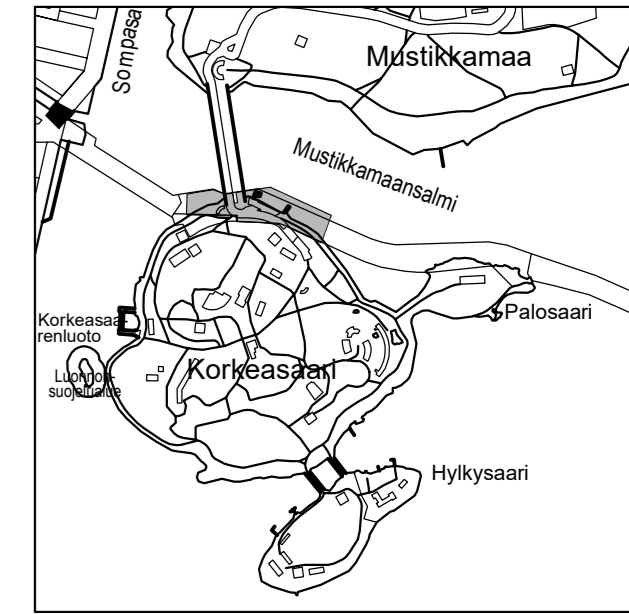 Sompasa
Mustikkamaa
Mustikkamaansalmi
Korkeasaa-
renluoto
Palosaari
Luonnon-
suojelualue
Korkeasaari
Hylkysaari